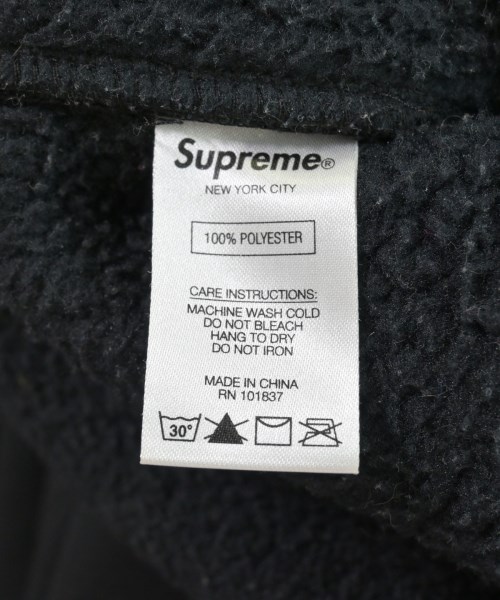 Supreme®
NEW YORK CITY
100% POLYESTER
CARE INSTRUCTIONS:
MACHINE WASH COLD
DO NOT BLEACH
HANG TO DRY
DO NOT IRON
MADE IN CHINA
RN 101837
30°